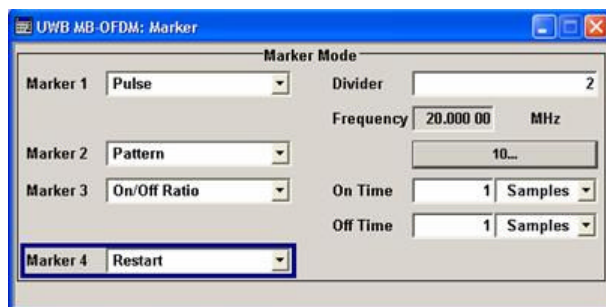 UWB MB-OFDM: Marker
Marker Mode
Marker 1 Pulse Divider 2
Frequency 20.000 00 MHz
Marker 2 Pattern 10...
Marker 3 On/Off Ratio On Time 1 Samples
Off Time 1 Samples
Marker 4 Restart